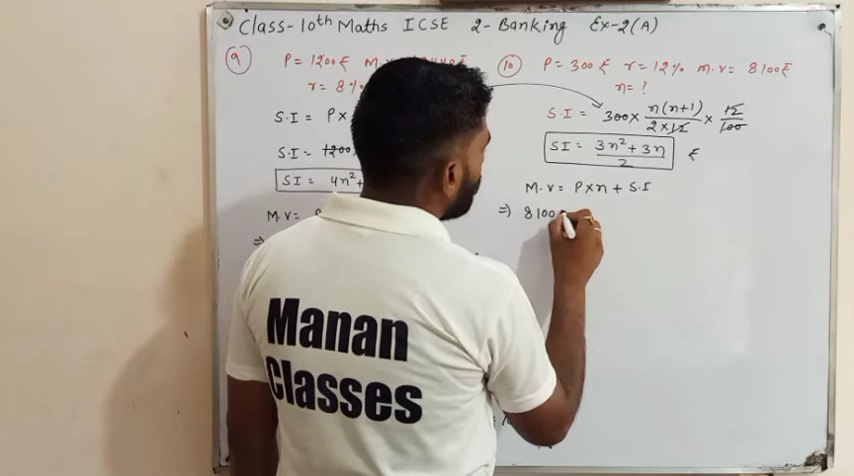 Class-10th Maths ICSE 2-Banking Ex-2(A)
9 P = 1200₹ M.
r = 8%
S.I = P×
S.I = 1200
SI = 4n²+
M.V =
⇒
10 P = 300₹ r = 12% M.V = 8100₹
n = ?
S.I = 300× n(n+1)/2×12 × 12/100
SI = 3n²+3n/2 ₹
M.V = P×n + S.I
⇒ 8100
Manan
Classes